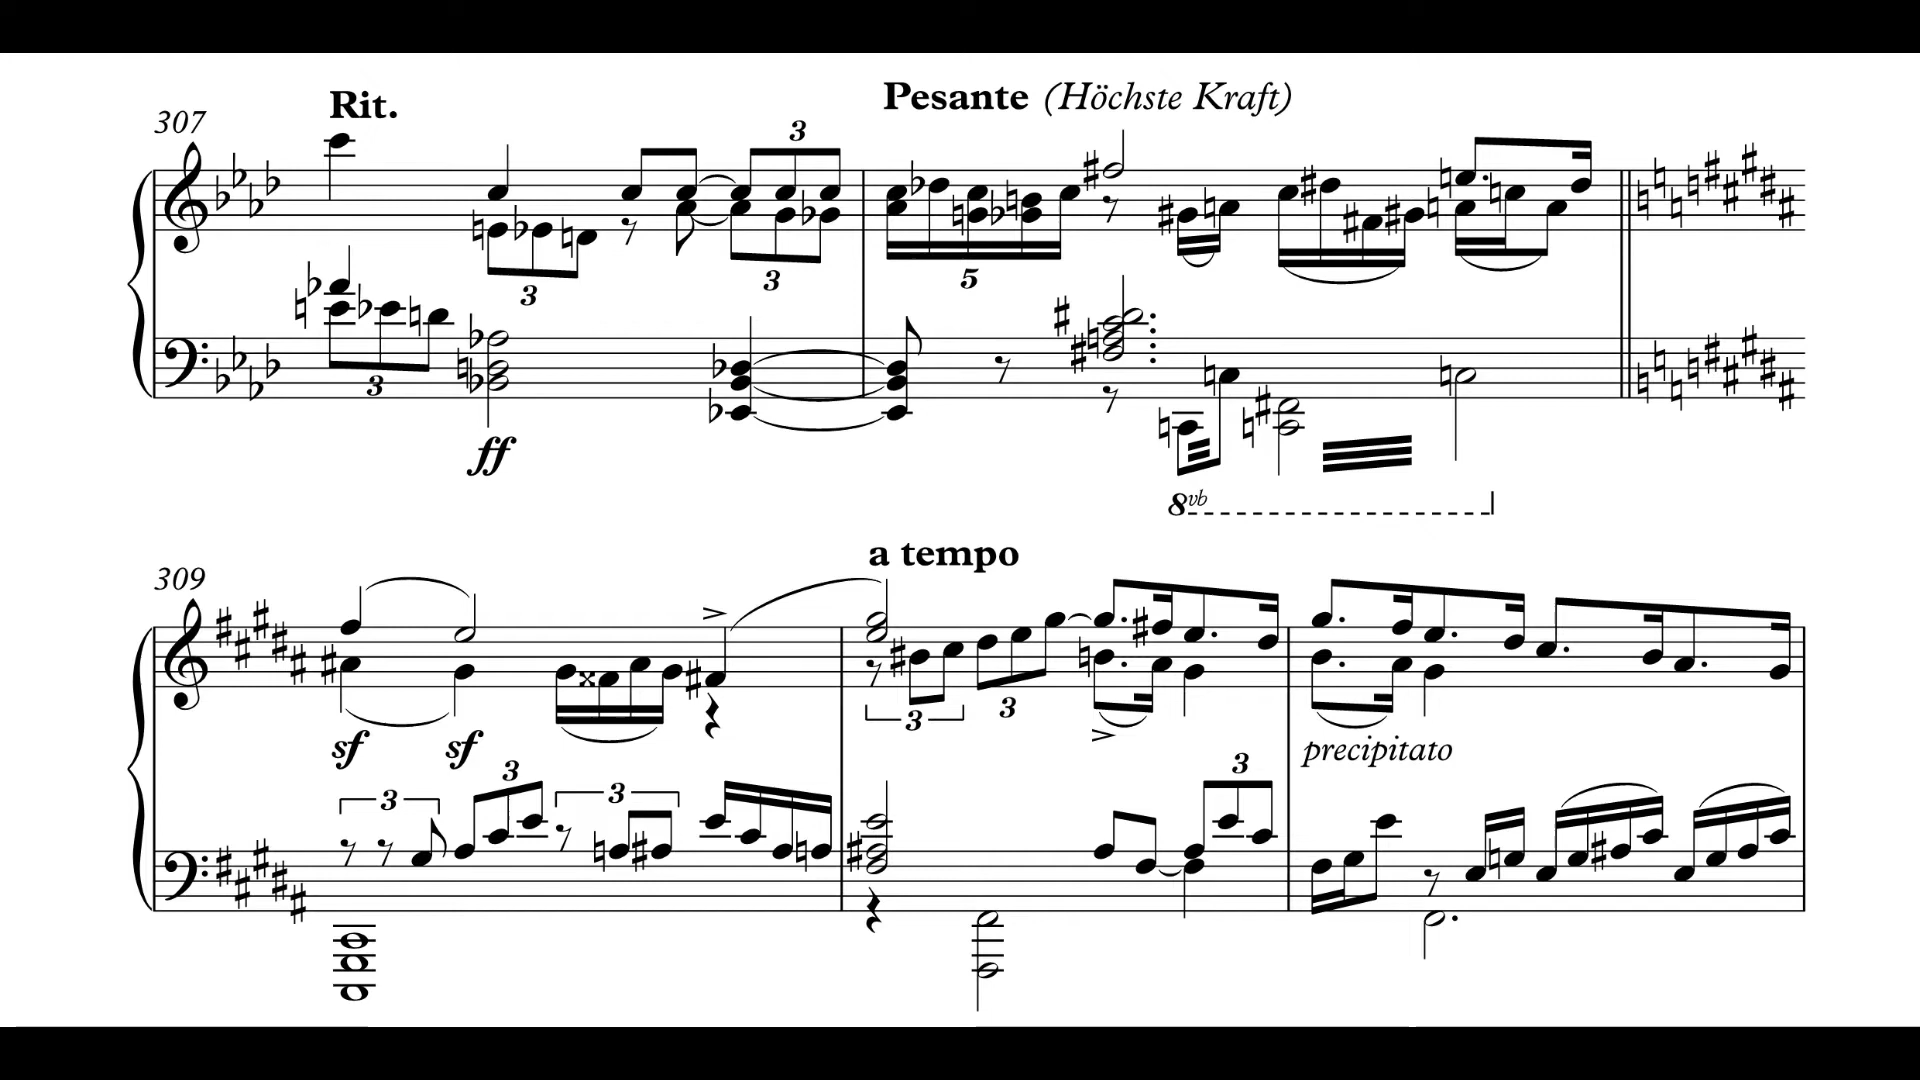 Rit.
Pesante (Höchste Kraft)
307
3
3
3
5
3
ff
8vb
a tempo
309
3
3
sf sf
precipitato
3
3
3
3